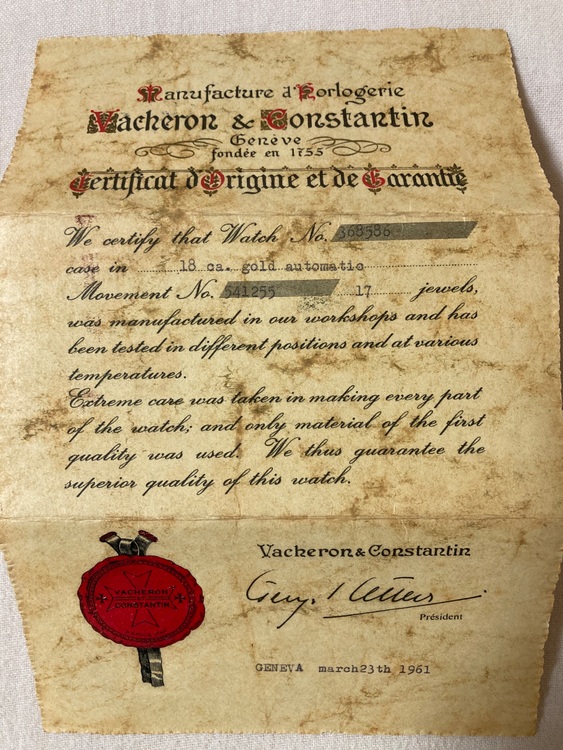 Manufacture d'Horlogerie
Vacheron & Constantin
Genève
fondée en 1755
Certificat d'Origine et de Garantie
We certify that Watch No. 368586
case in 18 ca. gold automatic
Movement No. 541255 17 jewels,
was manufactured in our workshops and has
been tested in different positions and at various
temperatures.
Extreme care was taken in making every part
of the watch; and only material of the first
quality was used. We thus guarantee the
superior quality of this watch.
Vacheron & Constantin
VACHERON
ET
CONSTANTIN
Président
GENEVA march23th 1961